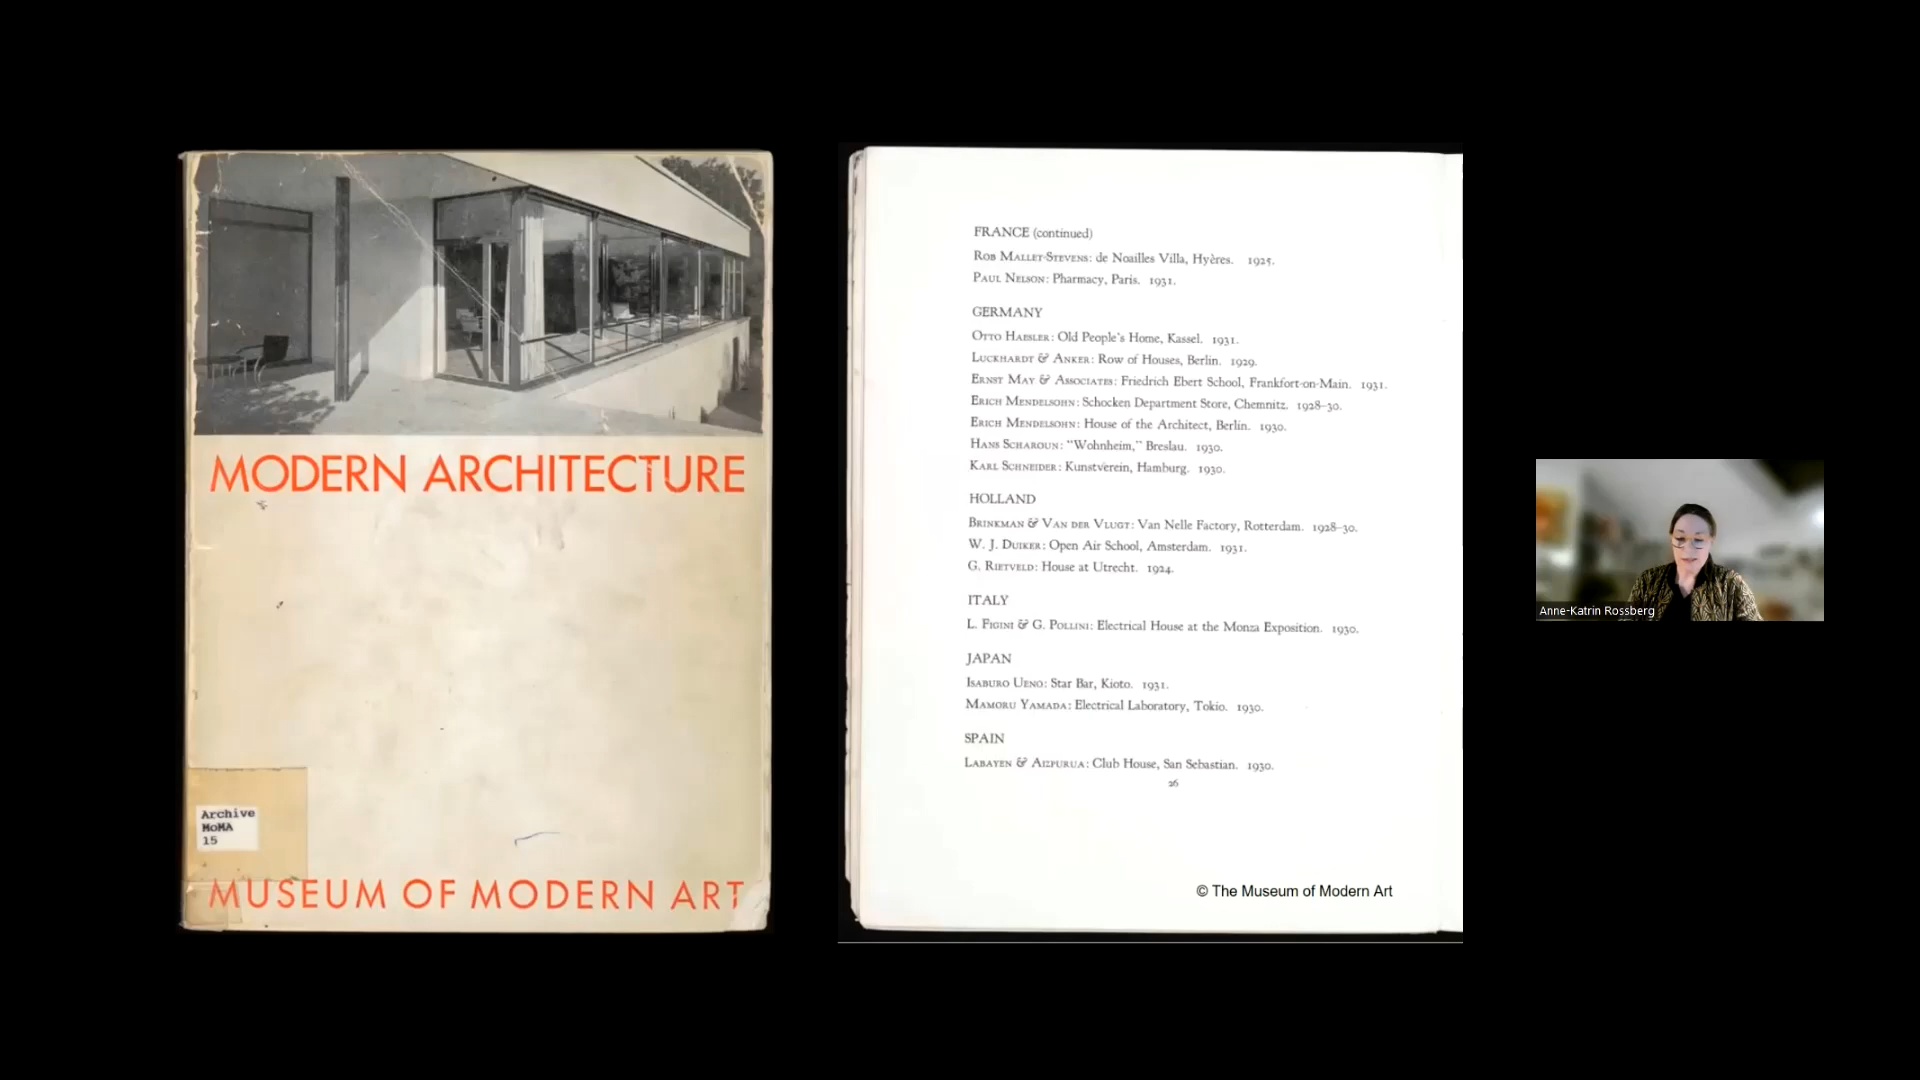 MODERN ARCHITECTURE
Archive
MoMA
15
MUSEUM OF MODERN ART
FRANCE (continued)
Rob Mallet-Stevens: de Noailles Villa, Hyères. 1925.
Paul Nelson: Pharmacy, Paris. 1931.
GERMANY
Otto Haesler: Old People's Home, Kassel. 1931.
Luckhardt & Anker: Row of Houses, Berlin. 1929.
Ernst May & Associates: Friedrich Ebert School, Frankfort-on-Main. 1931.
Erich Mendelsohn: Schocken Department Store, Chemnitz. 1928–30.
Erich Mendelsohn: House of the Architect, Berlin. 1930.
Hans Scharoun: "Wohnheim," Breslau. 1930.
Karl Schneider: Kunstverein, Hamburg. 1930.
HOLLAND
Brinkman & Van der Vlugt: Van Nelle Factory, Rotterdam. 1928–30.
W. J. Duiker: Open Air School, Amsterdam. 1931.
G. Rietveld: House at Utrecht. 1924.
ITALY
L. Figini & G. Pollini: Electrical House at the Monza Exposition. 1930.
JAPAN
Isaburo Ueno: Star Bar, Kioto. 1931.
Mamoru Yamada: Electrical Laboratory, Tokio. 1930.
SPAIN
Labayen & Aizpurua: Club House, San Sebastian. 1930.
26
© The Museum of Modern Art
Anne-Katrin Rossberg